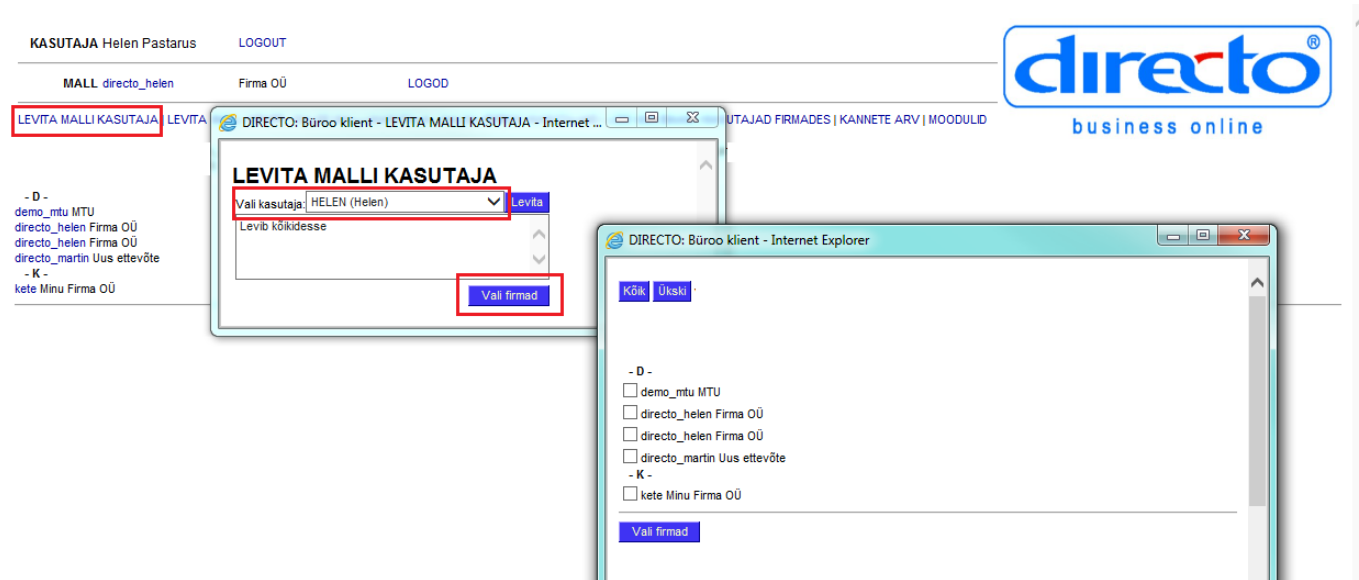 KASUTAJA Helen Pastarus LOGOUT
MALL directo_helen Firma OÜ LOGOD
directo®
business online
LEVITA MALLI KASUTAJA | LEVITA
UTAJAD FIRMADES | KANNETE ARV | MOODULID
- D -
demo_mtu MTU
directo_helen Firma OÜ
directo_helen Firma OÜ
directo_martin Uus ettevõte
- K -
kete Minu Firma OÜ
DIRECTO: Büroo klient - LEVITA MALLI KASUTAJA - Internet ...
LEVITA MALLI KASUTAJA
Vali kasutaja: HELEN (Helen) Levita
Levib kõikidesse
Vali firmad
DIRECTO: Büroo klient - Internet Explorer
Kõik Ükski
- D -
demo_mtu MTU
directo_helen Firma OÜ
directo_helen Firma OÜ
directo_martin Uus ettevõte
- K -
kete Minu Firma OÜ
Vali firmad